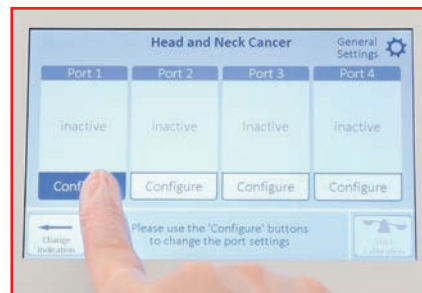 Head and Neck Cancer
General
Settings
Port 1
Port 2
Port 3
Port 4
inactive
inactive
inactive
inactive
Configure
Configure
Configure
Change
Indication
Please use the 'Configure' buttons
to change the port settings
Start
Calibration